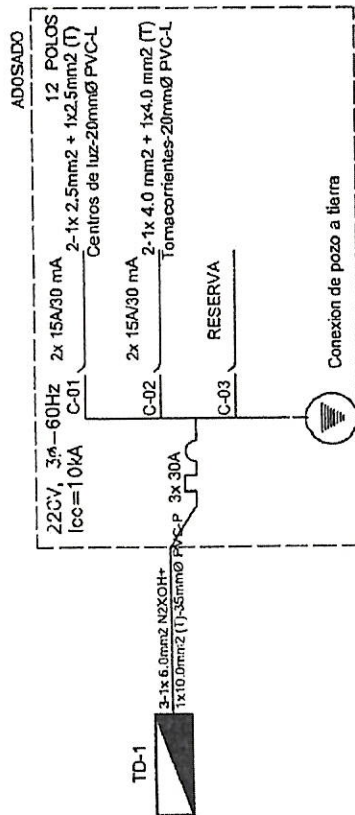 ADOSADO
220V, 3ø-60Hz
Icc=10kA
12 POLOS
C-01
2x 15A/30 mA
2-1x 2.5mm2 + 1x2.5mm2 (T)
Centros de luz-20mmØ PVC-L
C-02
2x 15A/30 mA
2-1x 4.0 mm2 + 1x4.0 mm2 (T)
Tomacorrientes-20mmØ PVC-L
C-03
RESERVA
3x 30A
TD-1
3-1x 6.0mm2 N2XOH+
1x10.0mm2 (T)-35mmØ PVC-P
Conexion de pozo a tierra